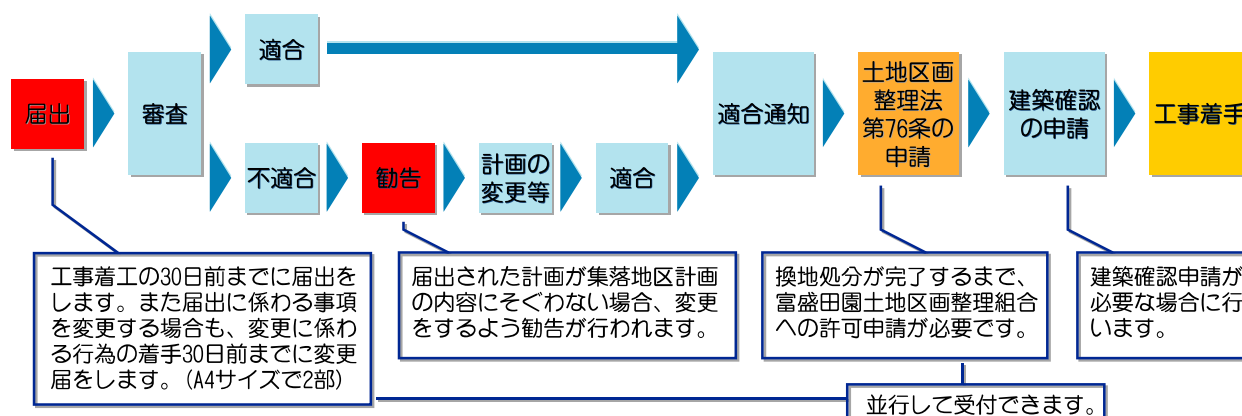 届出
審査
適合
不適合
勧告
計画の
変更等
適合
適合通知
土地区画
整理法
第76条の
申請
建築確認
の申請
工事着手
工事着工の30日前までに届出を
します。また届出に係わる事項
を変更する場合も、変更に係わ
る行為の着手30日前までに変更
届をします。(A4サイズで2部)
届出された計画が集落地区計画
の内容にそぐわない場合、変更
をするよう勧告が行われます。
換地処分が完了するまで、
富盛田園土地区画整理組合
への許可申請が必要です。
建築確認申請が
必要な場合に行
います。
並行して受付できます。